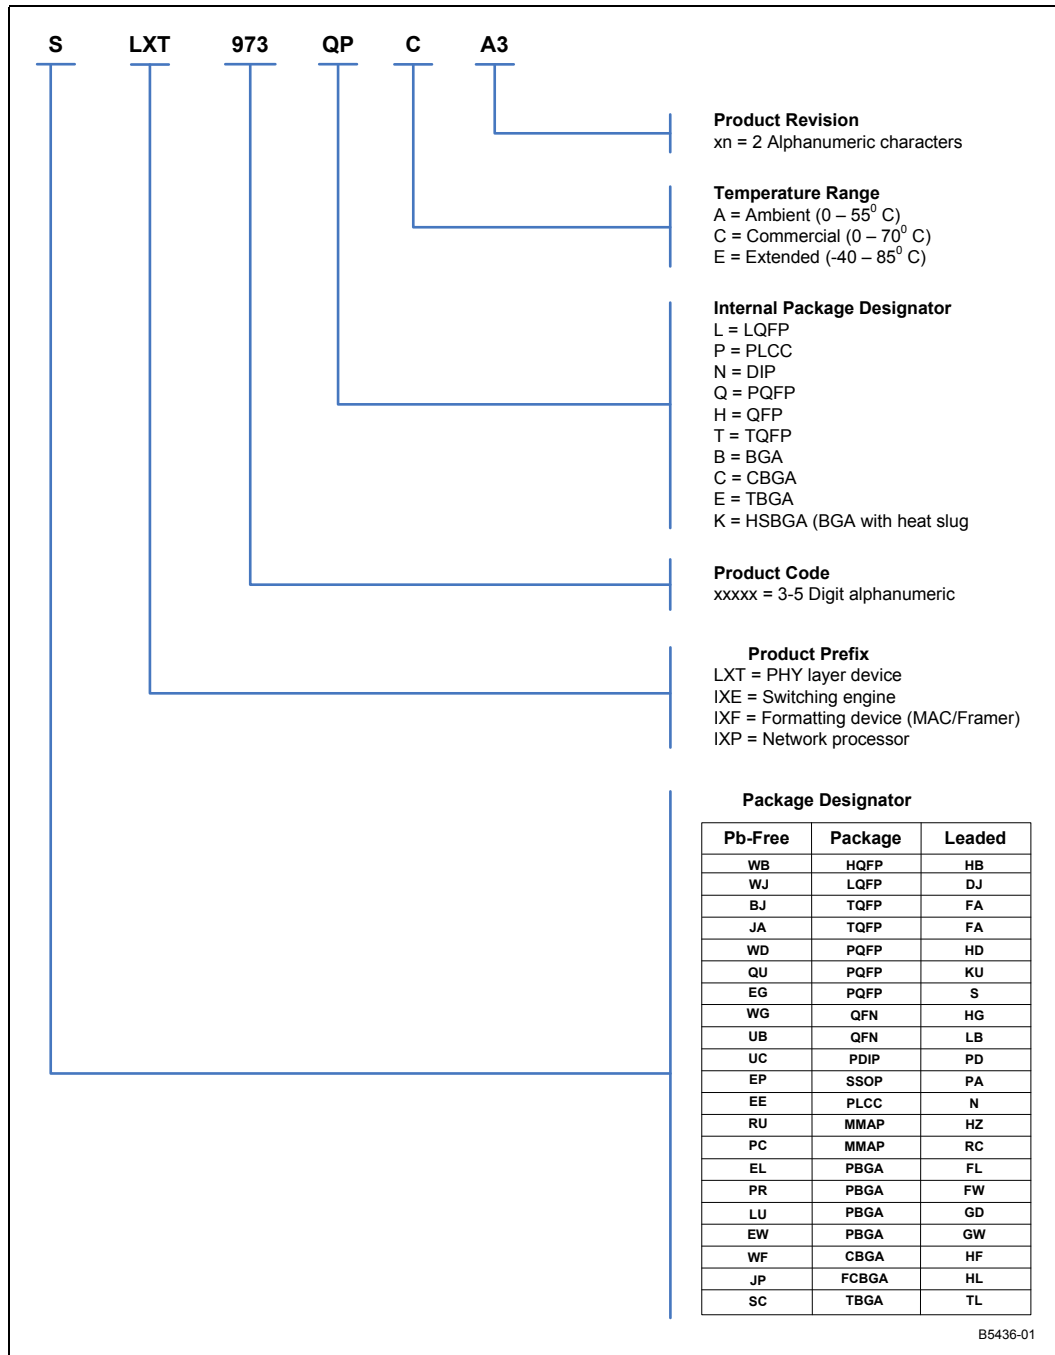 S LXT 973 QP C A3
Product Revision
xn = 2 Alphanumeric characters
Temperature Range
A = Ambient (0 – 55⁰ C)
C = Commercial (0 – 70⁰ C)
E = Extended (-40 – 85⁰ C)
Internal Package Designator
L = LQFP
P = PLCC
N = DIP
Q = PQFP
H = QFP
T = TQFP
B = BGA
C = CBGA
E = TBGA
K = HSBGA (BGA with heat slug
Product Code
xxxxx = 3-5 Digit alphanumeric
Product Prefix
LXT = PHY layer device
IXE = Switching engine
IXF = Formatting device (MAC/Framer)
IXP = Network processor
Package Designator
Pb-Free Package Leaded
WB HQFP HB
WJ LQFP DJ
BJ TQFP FA
JA TQFP FA
WD PQFP HD
QU PQFP KU
EG PQFP S
WG QFN HG
UB QFN LB
UC PDIP PD
EP SSOP PA
EE PLCC N
RU MMAP HZ
PC MMAP RC
EL PBGA FL
PR PBGA FW
LU PBGA GD
EW PBGA GW
WF CBGA HF
JP FCBGA HL
SC TBGA TL
B5436-01